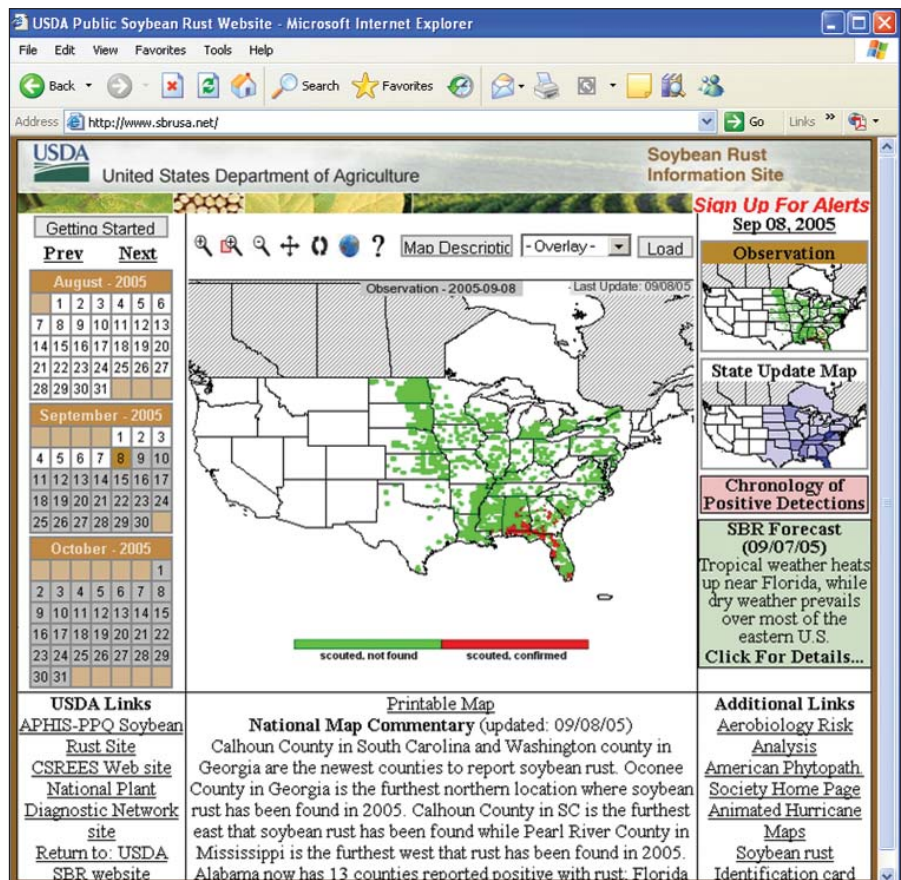 USDA Public Soybean Rust Website - Microsoft Internet Explorer
File Edit View Favorites Tools Help
Back Search Favorites
Address http://www.sbrusa.net/ Go Links »
USDA
United States Department of Agriculture
Soybean Rust
Information Site
Sign Up For Alerts
Getting Started
Prev Next
August - 2005
1 2 3 4 5 6
7 8 9 10 11 12 13
14 15 16 17 18 19 20
21 22 23 24 25 26 27
28 29 30 31
September - 2005
1 2 3
4 5 6 7 8 9 10
11 12 13 14 15 16 17
18 19 20 21 22 23 24
25 26 27 28 29 30
October - 2005
1
2 3 4 5 6 7 8
9 10 11 12 13 14 15
16 17 18 19 20 21 22
23 24 25 26 27 28 29
30 31
? Map Descriptic - Overlay - Load
Observation - 2005-09-08 Last Update: 09/08/05
scouted, not found scouted, confirmed
Sep 08, 2005
Observation
State Update Map
Chronology of
Positive Detections
SBR Forecast
(09/07/05)
Tropical weather heats
up near Florida, while
dry weather prevails
over most of the
eastern U.S.
Click For Details...
USDA Links
APHIS-PPQ Soybean
Rust Site
CSREES Web site
National Plant
Diagnostic Network
site
Return to: USDA
SBR website
Printable Map
National Map Commentary (updated: 09/08/05)
Calhoun County in South Carolina and Washington county in
Georgia are the newest counties to report soybean rust. Oconee
County in Georgia is the furthest northern location where soybean
rust has been found in 2005. Calhoun County in SC is the furthest
east that soybean rust has been found while Pearl River County in
Mississippi is the furthest west that rust has been found in 2005.
Alabama now has 13 counties reported positive with rust; Florida
Additional Links
Aerobiology Risk
Analysis
American Phytopath.
Society Home Page
Animated Hurricane
Maps
Soybean rust
Identification card